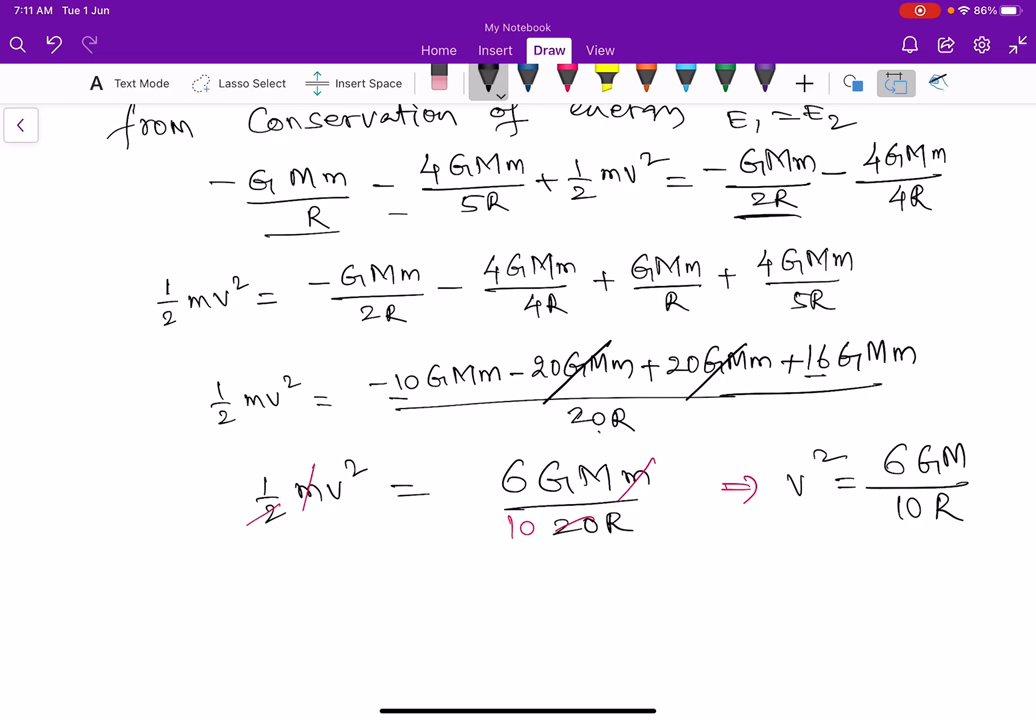 7:11 AM Tue 1 Jun 86%
My Notebook
Home Insert Draw View
A Text Mode Lasso Select Insert Space
from Conservation of energy E₁ = E₂
- GMm/R - 4GMm/5R + 1/2 mv² = - GMm/2R - 4GMm/4R
1/2 mv² = - GMm/2R - 4GMm/4R + GMm/R + 4GMm/5R
1/2 mv² = (-10GMm - 20GMm + 20GMm + 16GMm)/20R
1/2 mv² = 6GMm/20R 10 ⇒ v² = 6GM/10R